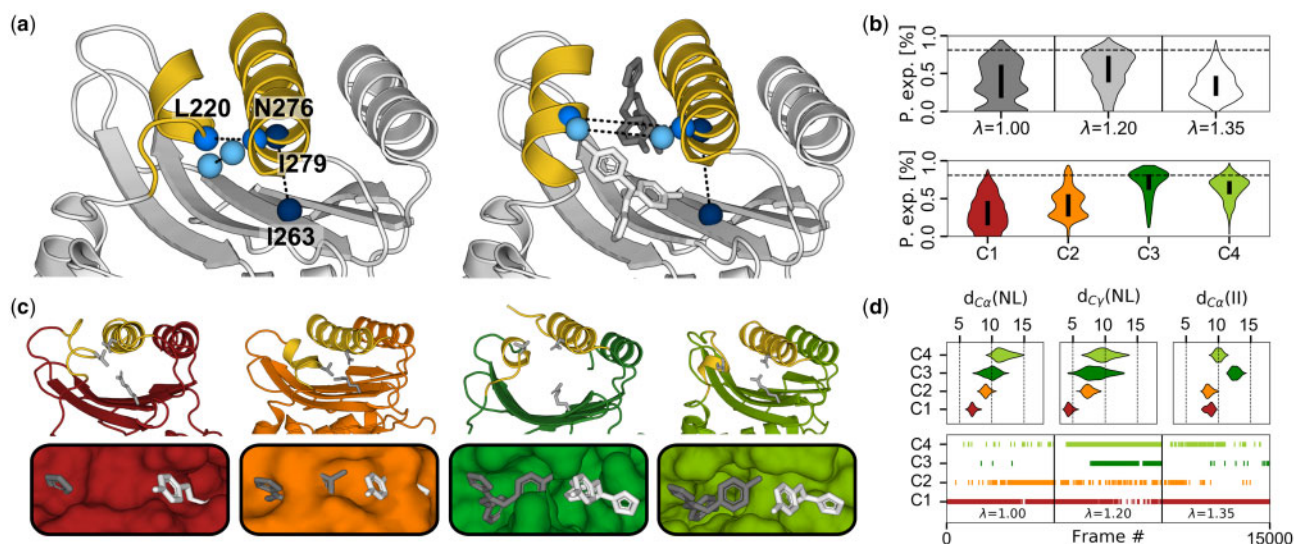 (a)
L220 N276
I279
I263
(b)
P. exp. [%]
0.0 0.5 1.0
λ=1.00 λ=1.20 λ=1.35
P. exp. [%]
0.0 0.5 1.0
C1 C2 C3 C4
(c)
(d)
dCα(NL) dCγ(NL) dCα(II)
5 10 15 5 10 15 5 10 15
C4
C3
C2
C1
C4
C3
C2
C1
λ=1.00 λ=1.20 λ=1.35
0 Frame # 15000